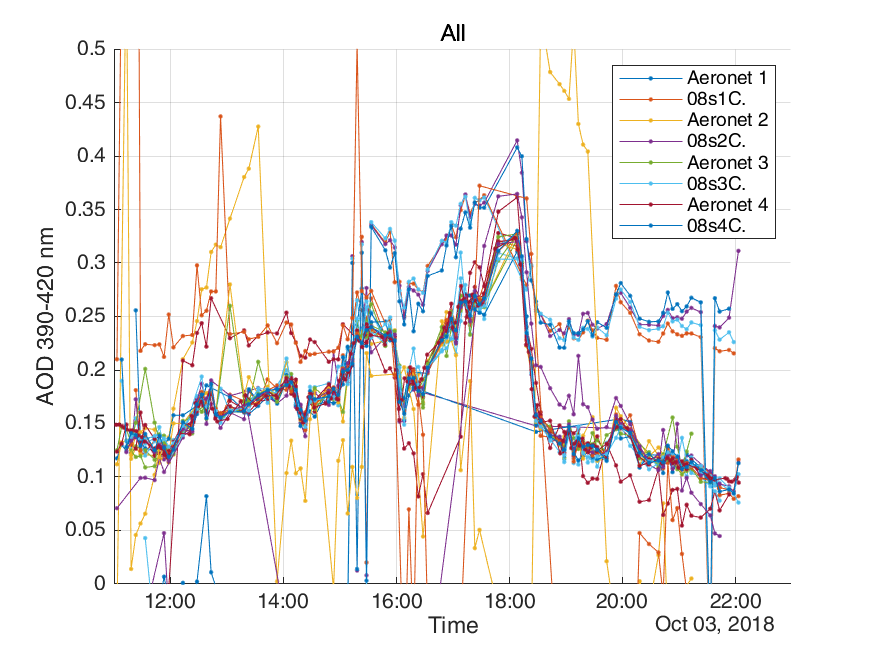 All
0.5
0.45
0.4
0.35
0.3
0.25
0.2
0.15
0.1
0.05
0
AOD 390-420 nm
Aeronet 1
08s1C.
Aeronet 2
08s2C.
Aeronet 3
08s3C.
Aeronet 4
08s4C.
12:00 14:00 16:00 18:00 20:00 22:00
Time
Oct 03, 2018